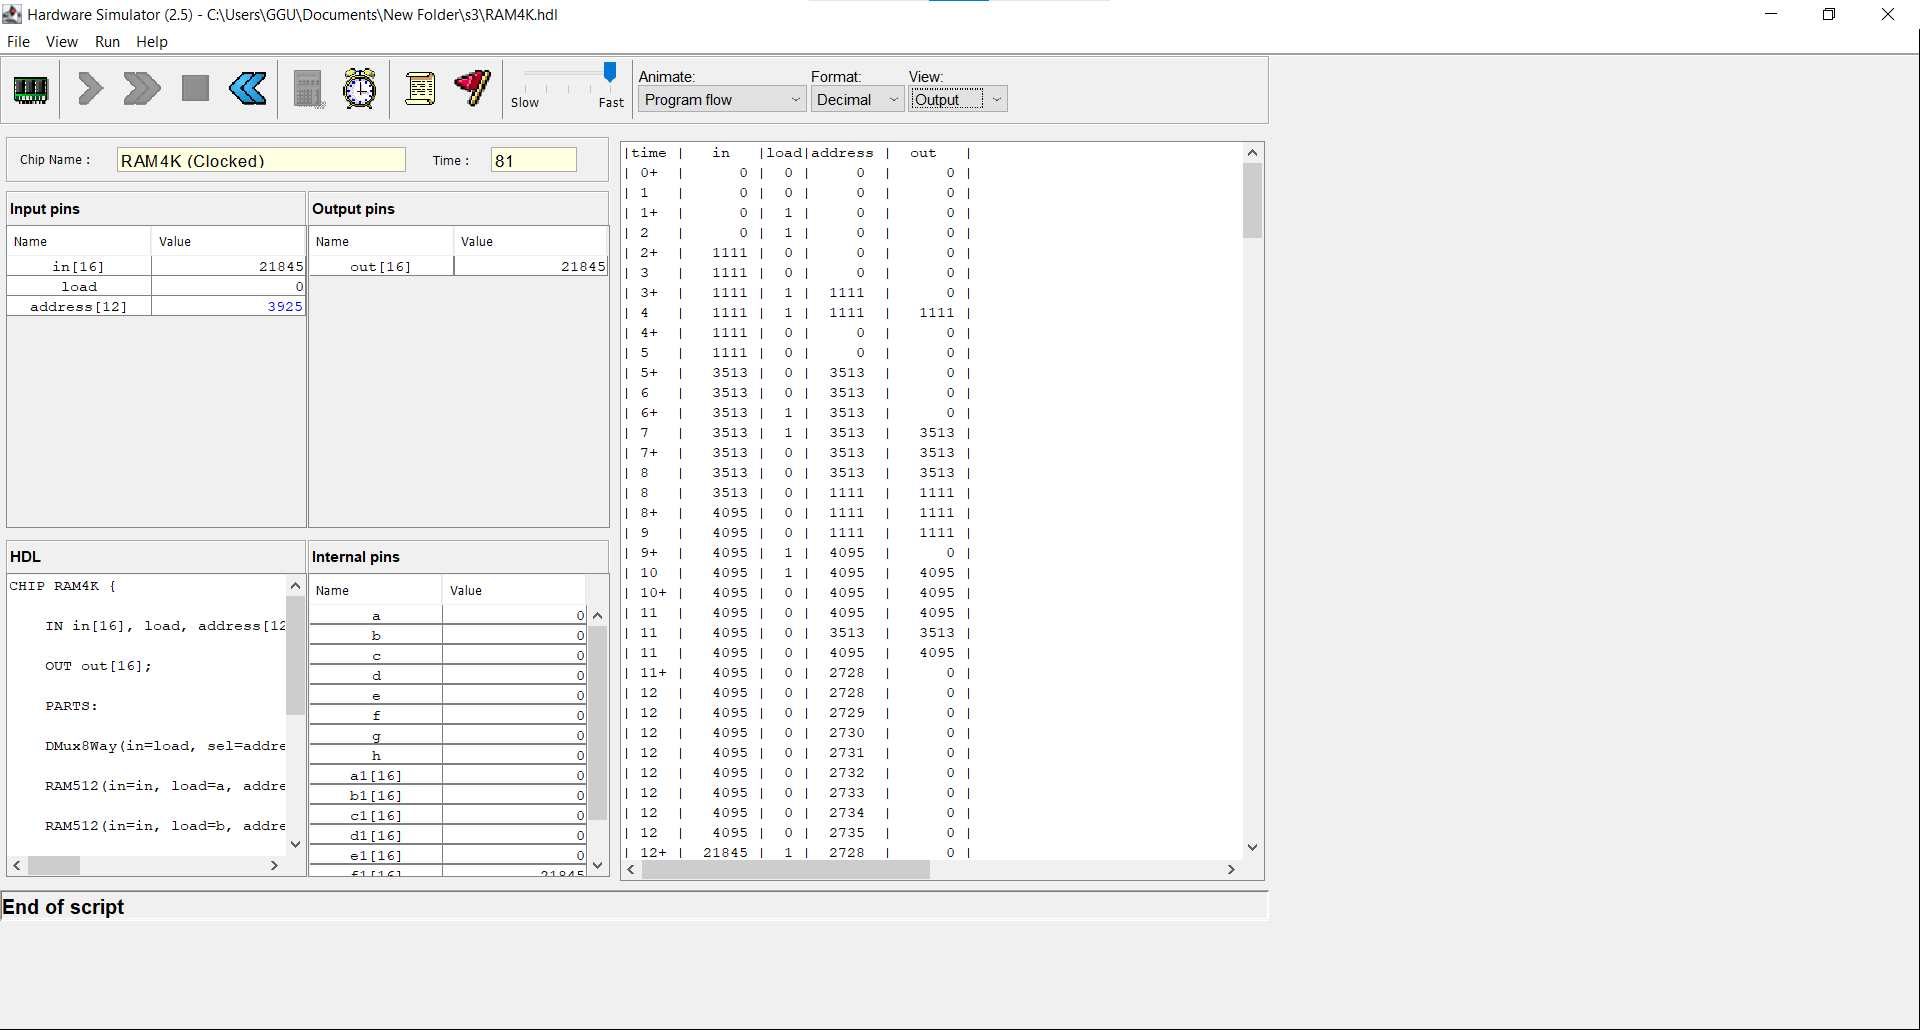 Hardware Simulator (2.5) - C:\Users\GGU\Documents\New Folder\s3\RAM4K.hdl
File View Run Help
Slow Fast
Animate: Format: View:
Program flow Decimal Output
Chip Name : RAM4K (Clocked) Time : 81
Input pins
Name Value
in[16] 21845
load 0
address[12] 3925
Output pins
Name Value
out[16] 21845
HDL
CHIP RAM4K {
IN in[16], load, address[12
OUT out[16];
PARTS:
DMux8Way(in=load, sel=addre
RAM512(in=in, load=a, addre
RAM512(in=in, load=b, addre
Internal pins
Name Value
a 0
b 0
c 0
d 0
e 0
f 0
g 0
h 0
a1[16] 0
b1[16] 0
c1[16] 0
d1[16] 0
e1[16] 0
f1[16] 21845
|time | in |load|address | out |
| 0+ | 0 | 0 | 0 | 0 |
| 1 | 0 | 0 | 0 | 0 |
| 1+ | 0 | 1 | 0 | 0 |
| 2 | 0 | 1 | 0 | 0 |
| 2+ | 1111 | 0 | 0 | 0 |
| 3 | 1111 | 0 | 0 | 0 |
| 3+ | 1111 | 1 | 1111 | 0 |
| 4 | 1111 | 1 | 1111 | 1111 |
| 4+ | 1111 | 0 | 0 | 0 |
| 5 | 1111 | 0 | 0 | 0 |
| 5+ | 3513 | 0 | 3513 | 0 |
| 6 | 3513 | 0 | 3513 | 0 |
| 6+ | 3513 | 1 | 3513 | 0 |
| 7 | 3513 | 1 | 3513 | 3513 |
| 7+ | 3513 | 0 | 3513 | 3513 |
| 8 | 3513 | 0 | 3513 | 3513 |
| 8 | 3513 | 0 | 1111 | 1111 |
| 8+ | 4095 | 0 | 1111 | 1111 |
| 9 | 4095 | 0 | 1111 | 1111 |
| 9+ | 4095 | 1 | 4095 | 0 |
| 10 | 4095 | 1 | 4095 | 4095 |
| 10+ | 4095 | 0 | 4095 | 4095 |
| 11 | 4095 | 0 | 4095 | 4095 |
| 11 | 4095 | 0 | 3513 | 3513 |
| 11 | 4095 | 0 | 4095 | 4095 |
| 11+ | 4095 | 0 | 2728 | 0 |
| 12 | 4095 | 0 | 2728 | 0 |
| 12 | 4095 | 0 | 2729 | 0 |
| 12 | 4095 | 0 | 2730 | 0 |
| 12 | 4095 | 0 | 2731 | 0 |
| 12 | 4095 | 0 | 2732 | 0 |
| 12 | 4095 | 0 | 2733 | 0 |
| 12 | 4095 | 0 | 2734 | 0 |
| 12 | 4095 | 0 | 2735 | 0 |
| 12+ | 21845 | 1 | 2728 | 0 |
End of script